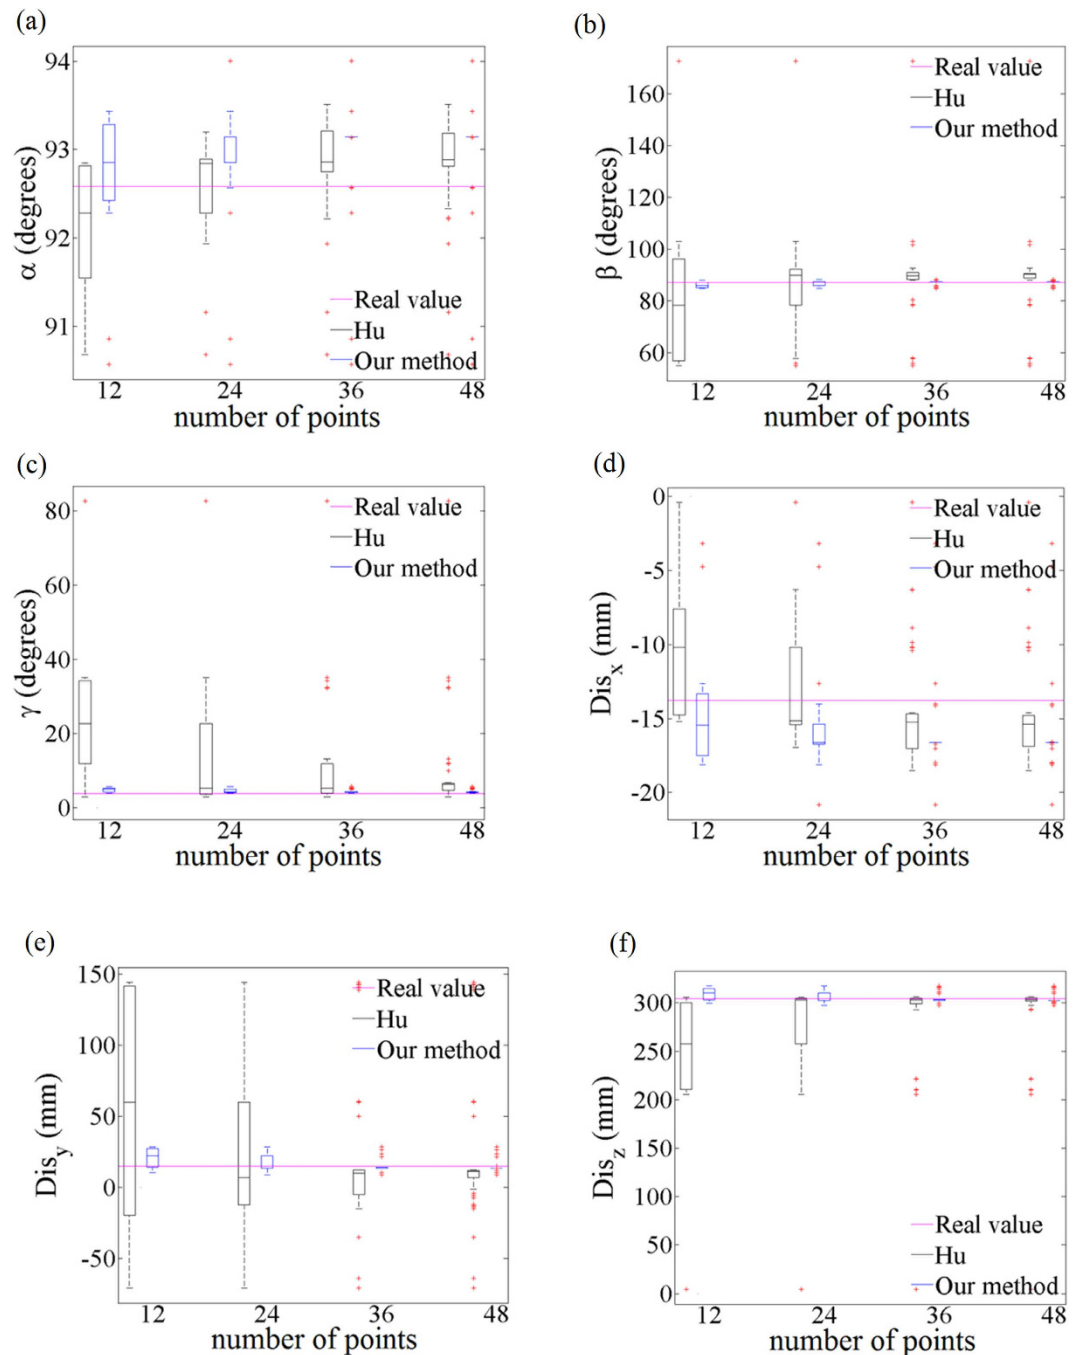 (a)
94
93
92
91
α (degrees)
Real value
Hu
Our method
12 24 36 48
number of points
(b)
160
140
120
100
80
60
β (degrees)
Real value
Hu
Our method
12 24 36 48
number of points
(c)
80
60
40
20
0
γ (degrees)
Real value
Hu
Our method
12 24 36 48
number of points
(d)
0
-5
-10
-15
-20
Disx (mm)
Real value
Hu
Our method
12 24 36 48
number of points
(e)
150
100
50
0
-50
Disy (mm)
Real value
Hu
Our method
12 24 36 48
number of points
(f)
300
250
200
150
100
50
0
Disz (mm)
Real value
Hu
Our method
12 24 36 48
number of points